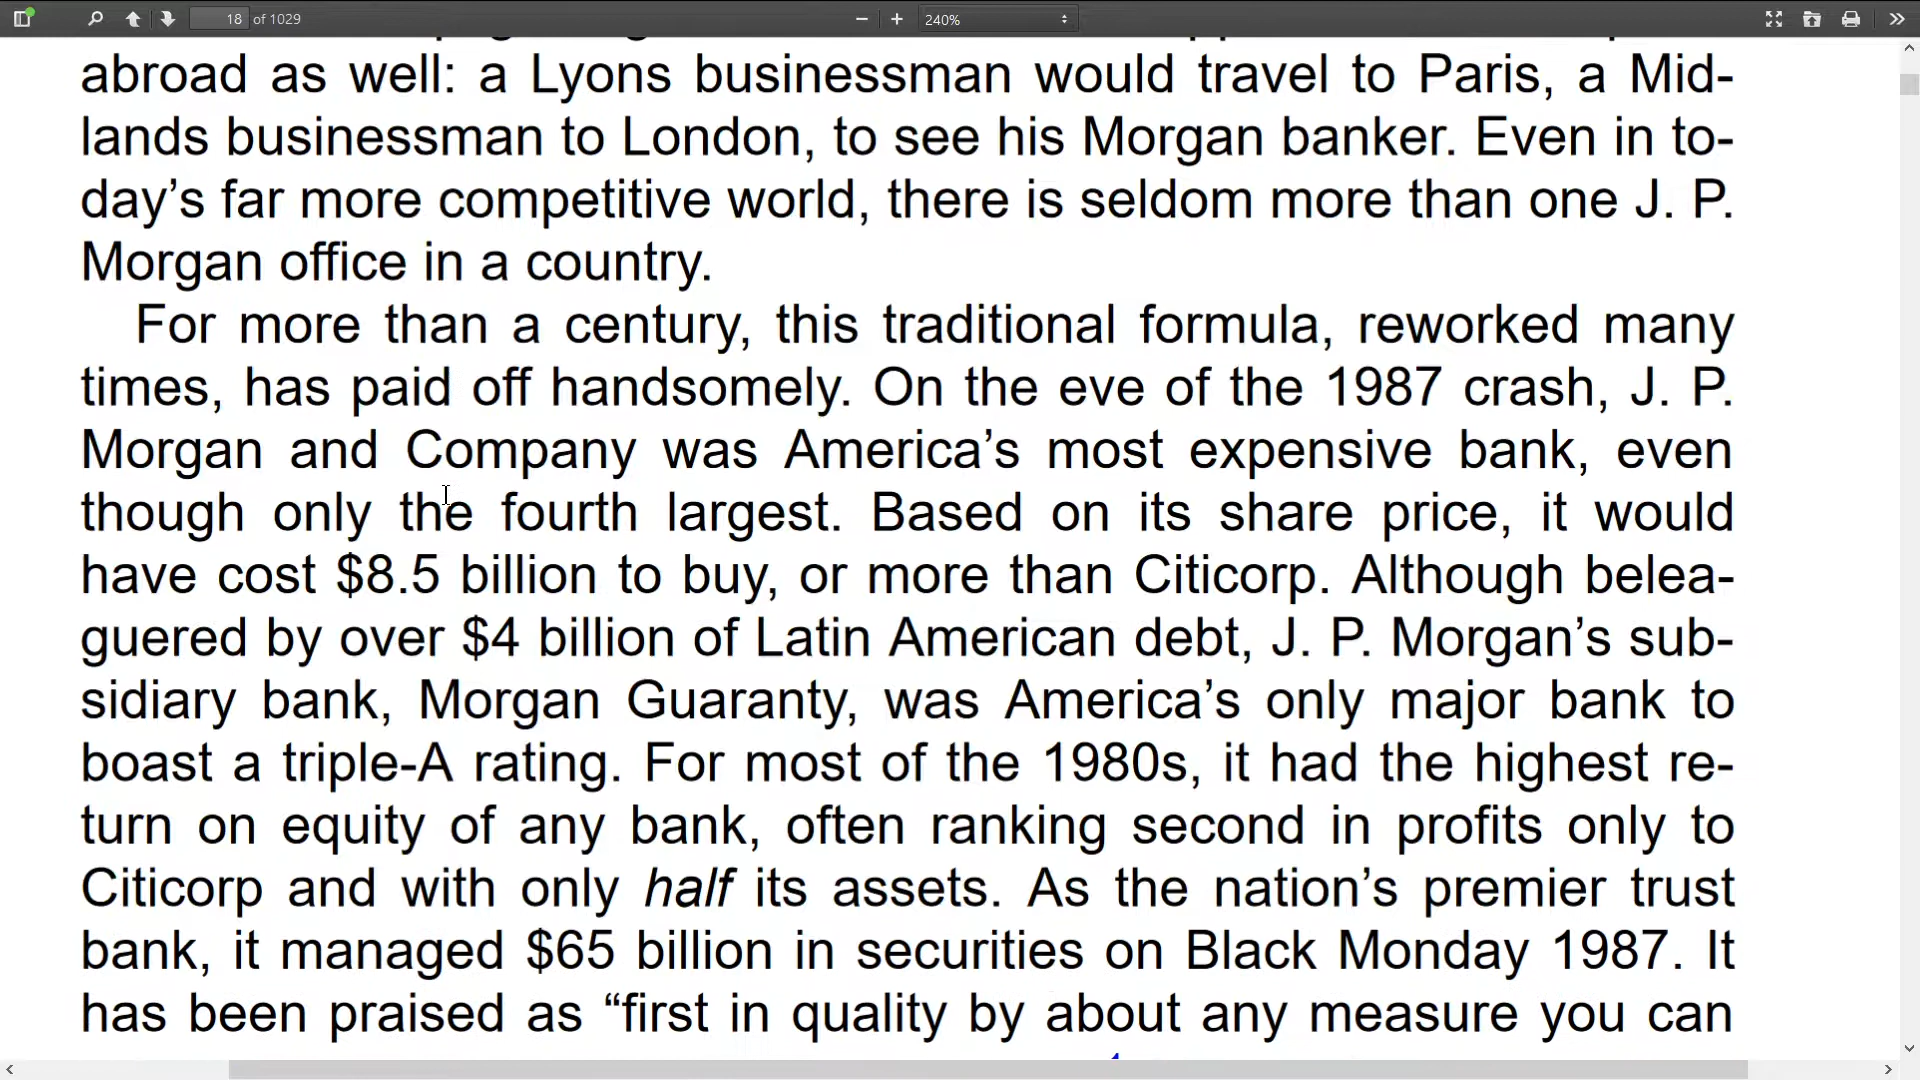 18 of 1029
240%
abroad as well: a Lyons businessman would travel to Paris, a Mid-
lands businessman to London, to see his Morgan banker. Even in to-
day’s far more competitive world, there is seldom more than one J. P.
Morgan office in a country.
For more than a century, this traditional formula, reworked many
times, has paid off handsomely. On the eve of the 1987 crash, J. P.
Morgan and Company was America’s most expensive bank, even
though only the fourth largest. Based on its share price, it would
have cost $8.5 billion to buy, or more than Citicorp. Although belea-
guered by over $4 billion of Latin American debt, J. P. Morgan’s sub-
sidiary bank, Morgan Guaranty, was America’s only major bank to
boast a triple-A rating. For most of the 1980s, it had the highest re-
turn on equity of any bank, often ranking second in profits only to
Citicorp and with only half its assets. As the nation’s premier trust
bank, it managed $65 billion in securities on Black Monday 1987. It
has been praised as “first in quality by about any measure you can